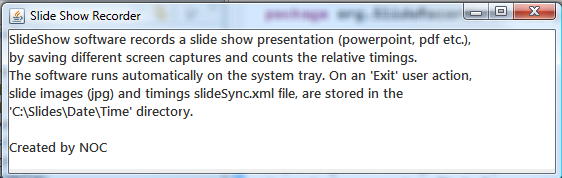 Slide Show Recorder
package org.SlideRecor
SlideShow software records a slide show presentation (powerpoint, pdf etc.),
by saving different screen captures and counts the relative timings.
The software runs automatically on the system tray. On an 'Exit' user action,
slide images (jpg) and timings slideSync.xml file, are stored in the
'C:\Slides\Date\Time' directory.
Created by NOC